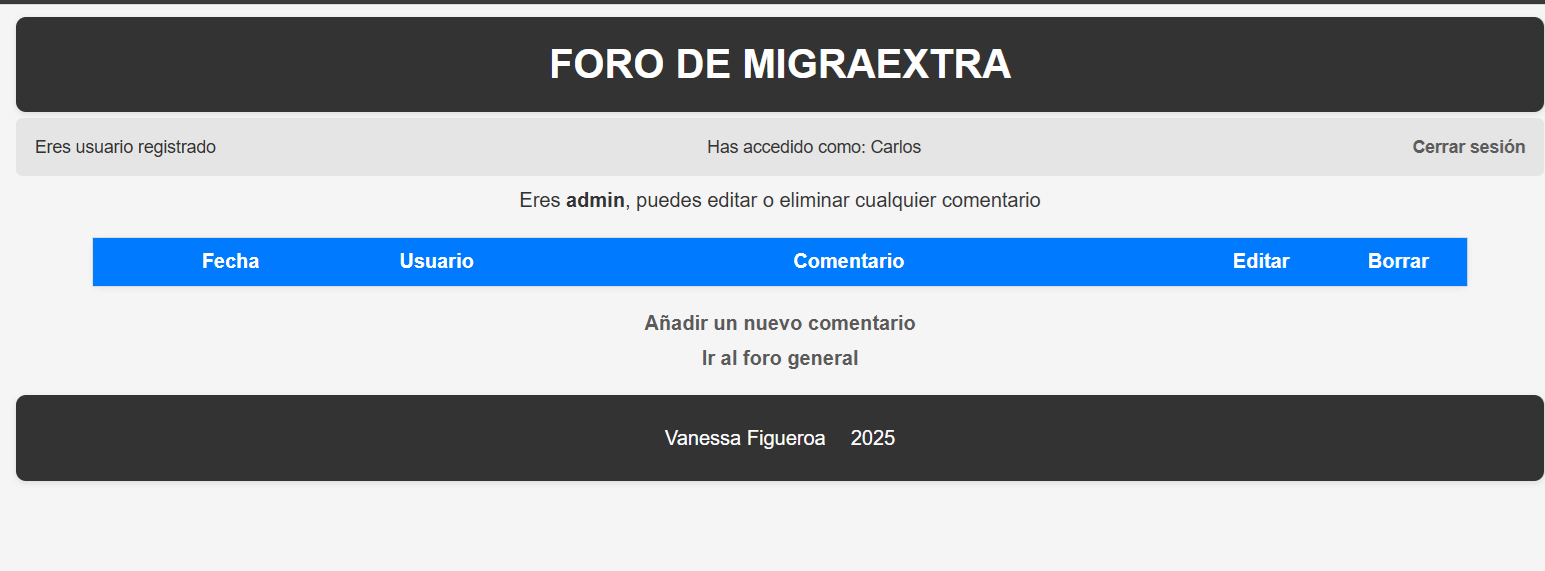 FORO DE MIGRAEXTRA
Eres usuario registrado Has accedido como: Carlos Cerrar sesión
Eres admin, puedes editar o eliminar cualquier comentario
Fecha Usuario Comentario Editar Borrar
Añadir un nuevo comentario
Ir al foro general
Vanessa Figueroa 2025